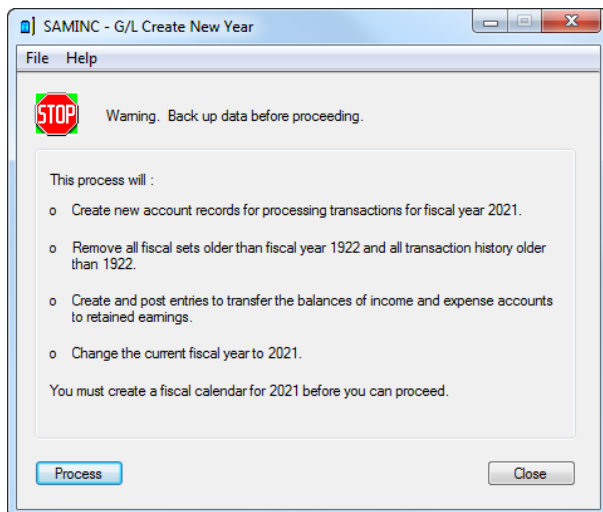 SAMINC - G/L Create New Year
File Help
STOP
Warning. Back up data before proceeding.
This process will :
o Create new account records for processing transactions for fiscal year 2021.
o Remove all fiscal sets older than fiscal year 1922 and all transaction history older
than 1922.
o Create and post entries to transfer the balances of income and expense accounts
to retained earnings.
o Change the current fiscal year to 2021.
You must create a fiscal calendar for 2021 before you can proceed.
Process
Close